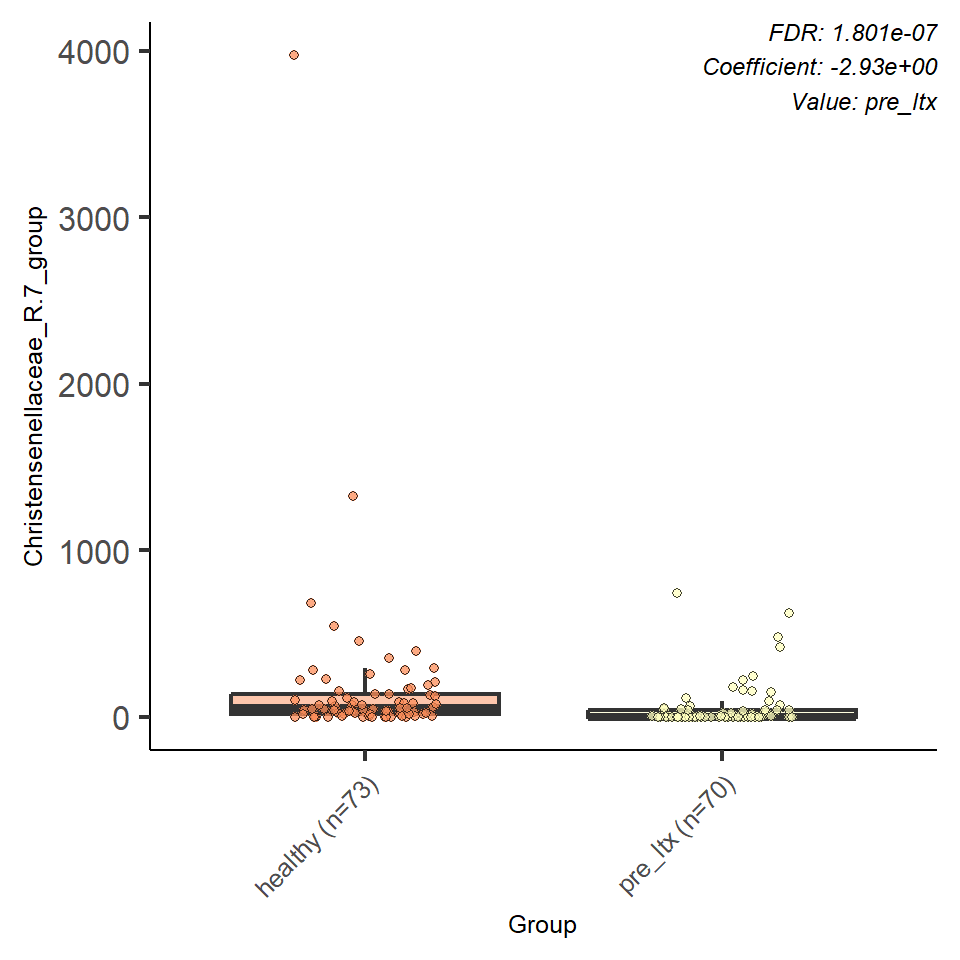 FDR: 1.801e-07
Coefficient: -2.93e+00
Value: pre_ltx
Christensenellaceae_R.7_group
4000
3000
2000
1000
0
healthy (n=73)
pre_ltx (n=70)
Group